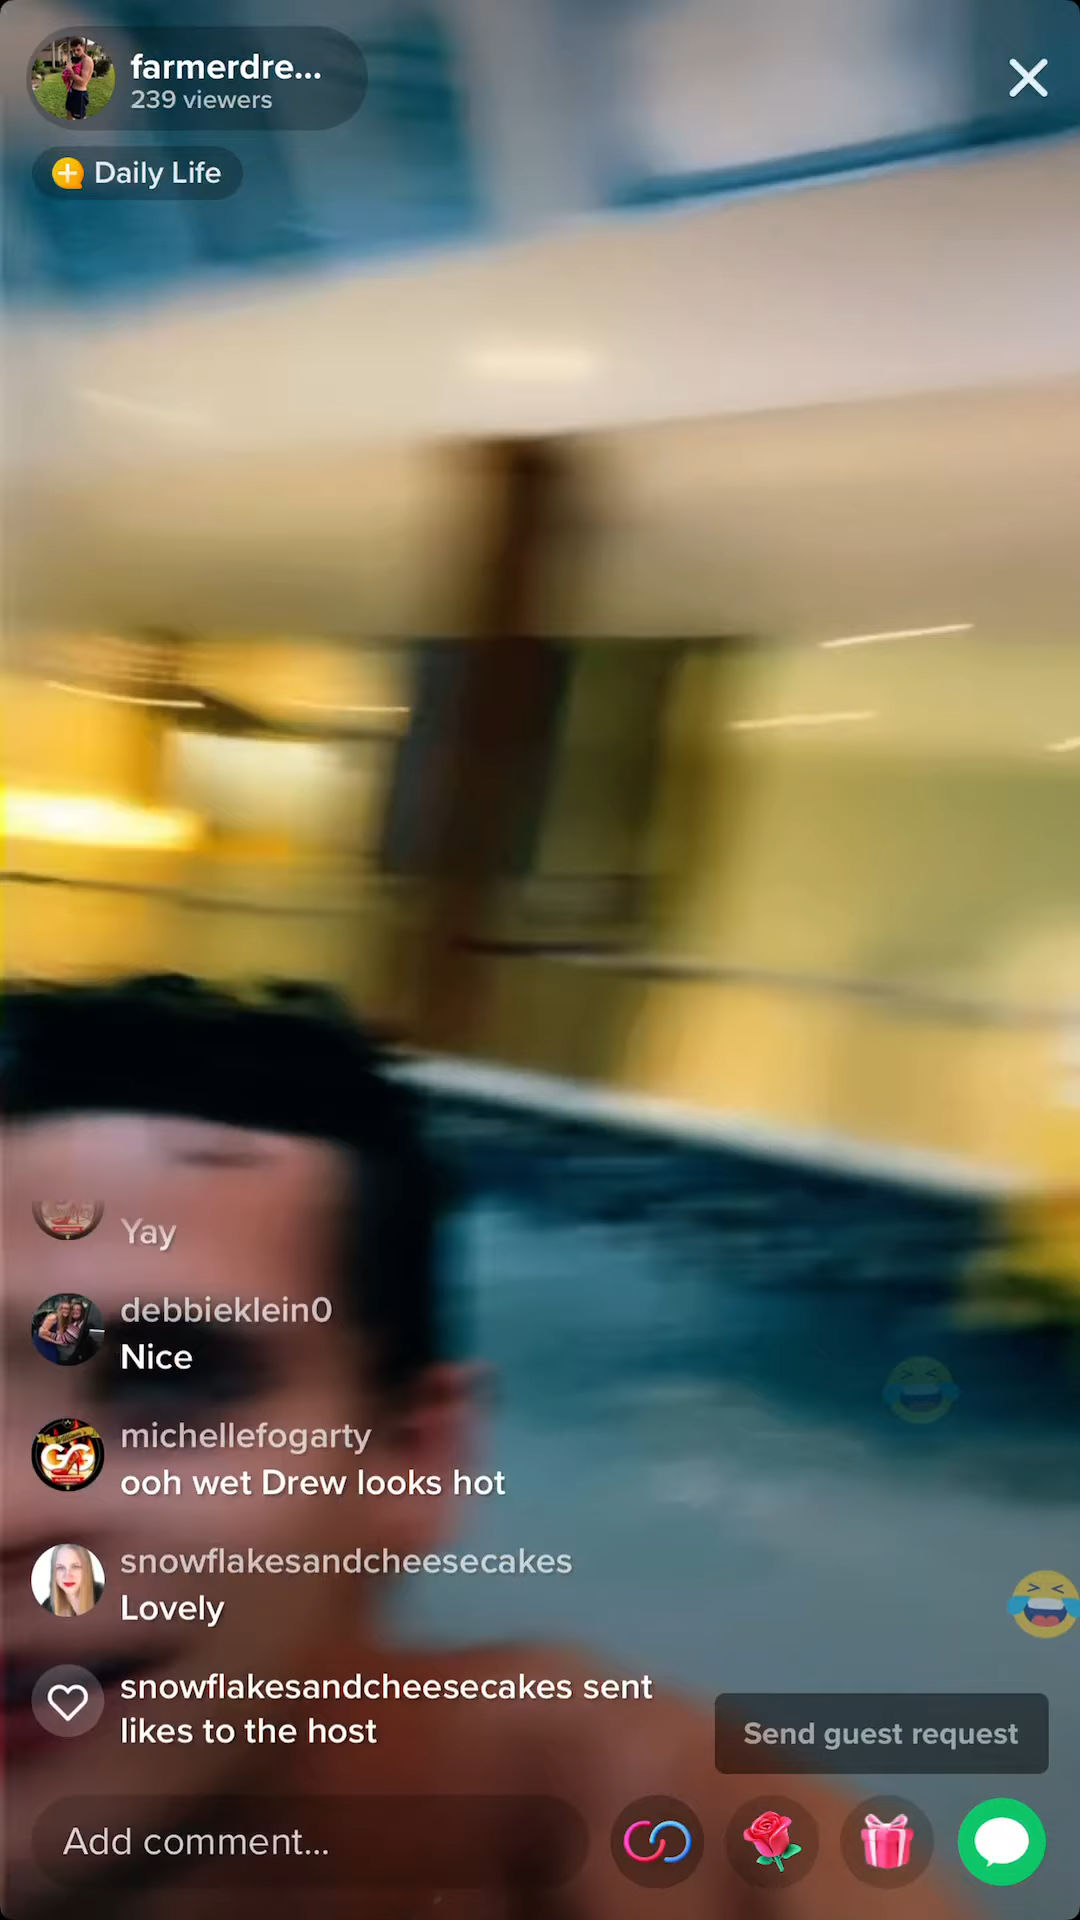 farmerdre...
239 viewers
Daily Life
Yay
debbieklein0
Nice
michellefogarty
ooh wet Drew looks hot
snowflakesandcheesecakes
Lovely
snowflakesandcheesecakes sent
likes to the host
Send guest request
Add comment...